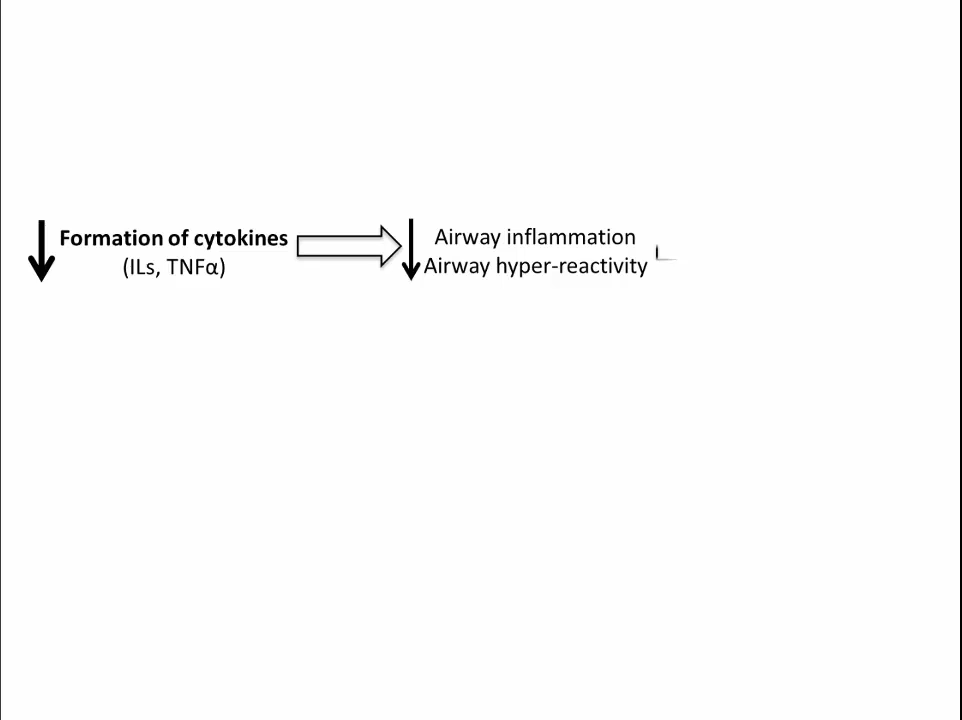 Formation of cytokines
(ILs, TNFα)
Airway inflammation
Airway hyper-reactivity